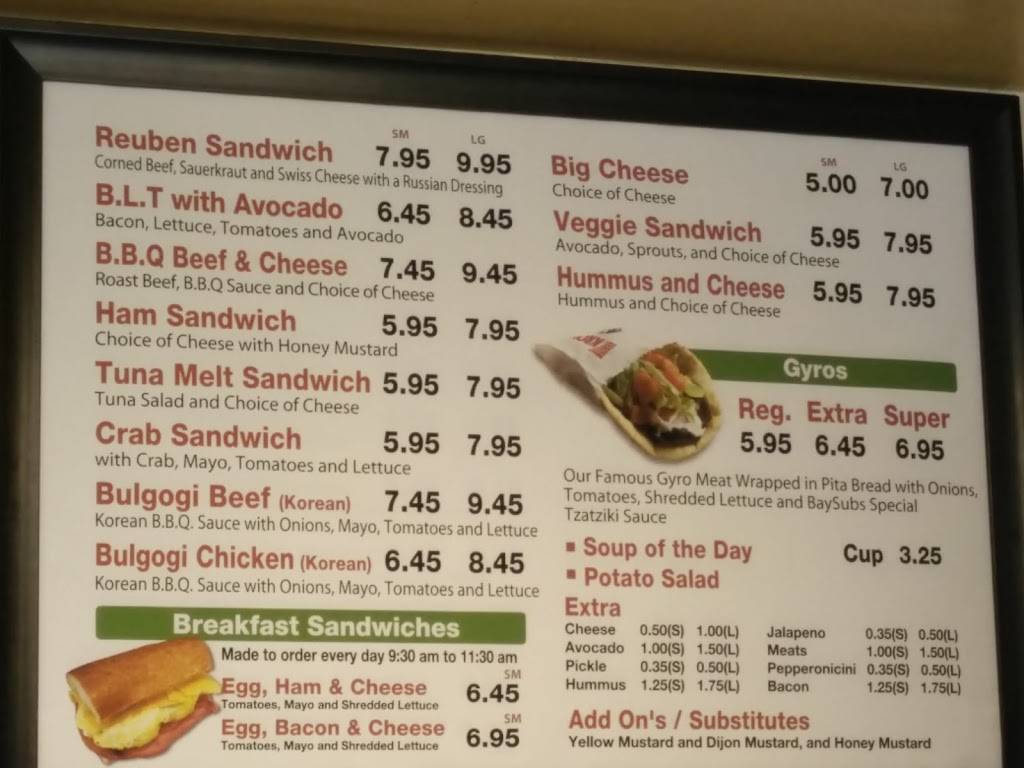 SM LG
Reuben Sandwich 7.95 9.95
Corned Beef, Sauerkraut and Swiss Cheese with a Russian Dressing
B.L.T with Avocado 6.45 8.45
Bacon, Lettuce, Tomatoes and Avocado
B.B.Q Beef & Cheese 7.45 9.45
Roast Beef, B.B.Q Sauce and Choice of Cheese
Ham Sandwich 5.95 7.95
Choice of Cheese with Honey Mustard
Tuna Melt Sandwich 5.95 7.95
Tuna Salad and Choice of Cheese
Crab Sandwich 5.95 7.95
with Crab, Mayo, Tomatoes and Lettuce
Bulgogi Beef (Korean) 7.45 9.45
Korean B.B.Q. Sauce with Onions, Mayo, Tomatoes and Lettuce
Bulgogi Chicken (Korean) 6.45 8.45
Korean B.B.Q. Sauce with Onions, Mayo, Tomatoes and Lettuce
Breakfast Sandwiches
Made to order every day 9:30 am to 11:30 am
SM
Egg, Ham & Cheese 6.45
Tomatoes, Mayo and Shredded Lettuce
SM
Egg, Bacon & Cheese 6.95
Tomatoes, Mayo and Shredded Lettuce
SM LG
Big Cheese 5.00 7.00
Choice of Cheese
Veggie Sandwich 5.95 7.95
Avocado, Sprouts, and Choice of Cheese
Hummus and Cheese 5.95 7.95
Hummus and Choice of Cheese
Gyros
Reg. Extra Super
5.95 6.45 6.95
Our Famous Gyro Meat Wrapped in Pita Bread with Onions,
Tomatoes, Shredded Lettuce and BaySubs Special
Tzatziki Sauce
▪ Soup of the Day Cup 3.25
▪ Potato Salad
Extra
Cheese 0.50(S) 1.00(L) Jalapeno 0.35(S) 0.50(L)
Avocado 1.00(S) 1.50(L) Meats 1.00(S) 1.50(L)
Pickle 0.35(S) 0.50(L) Pepperonicini 0.35(S) 0.50(L)
Hummus 1.25(S) 1.75(L) Bacon 1.25(S) 1.75(L)
Add On's / Substitutes
Yellow Mustard and Dijon Mustard, and Honey Mustard